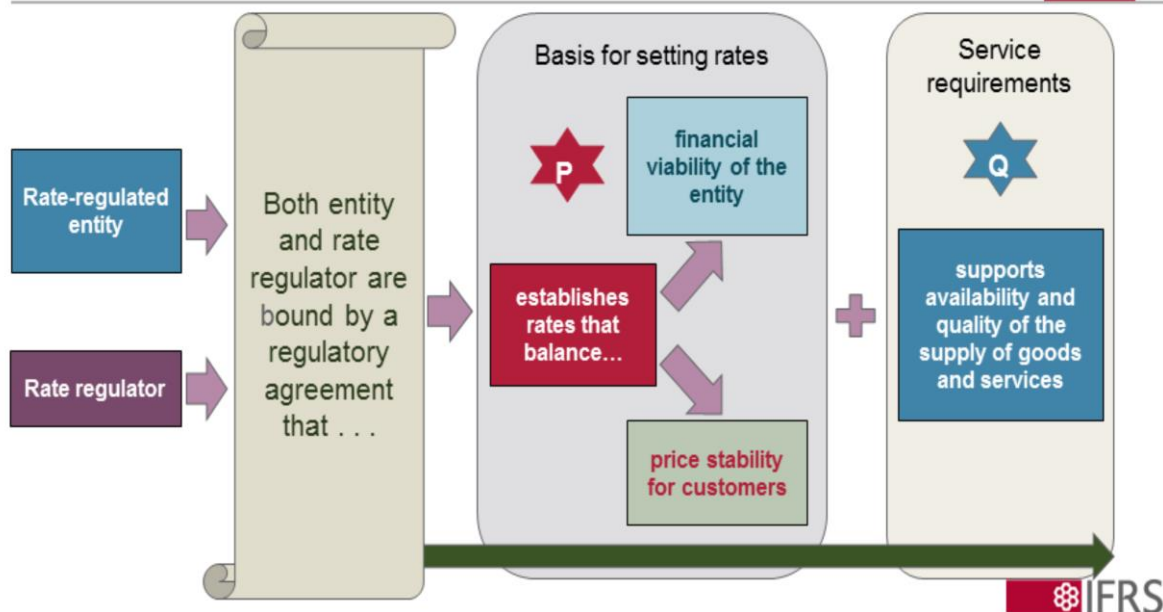 Rate-regulated
entity
Rate regulator
Both entity
and rate
regulator are
bound by a
regulatory
agreement
that . . .
Basis for setting rates
P
establishes
rates that
balance…
financial
viability of the
entity
price stability
for customers
Service
requirements
Q
supports
availability and
quality of the
supply of goods
and services
IFRS